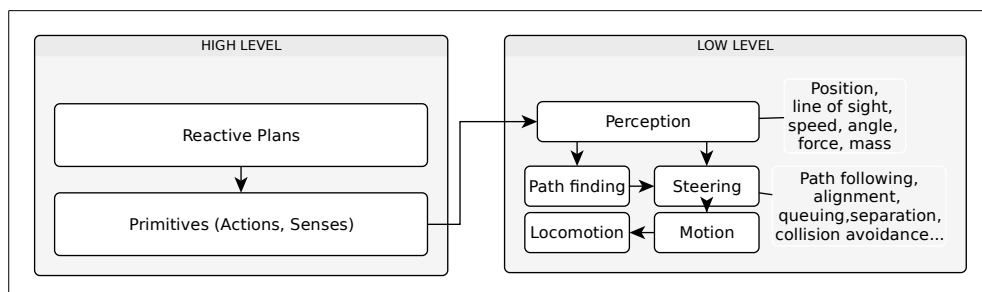 HIGH LEVEL
Reactive Plans
Primitives (Actions, Senses)
LOW LEVEL
Perception
Position,
line of sight,
speed, angle,
force, mass
Path finding
Steering
Path following,
alignment,
queuing,separation,
collision avoidance...
Locomotion
Motion